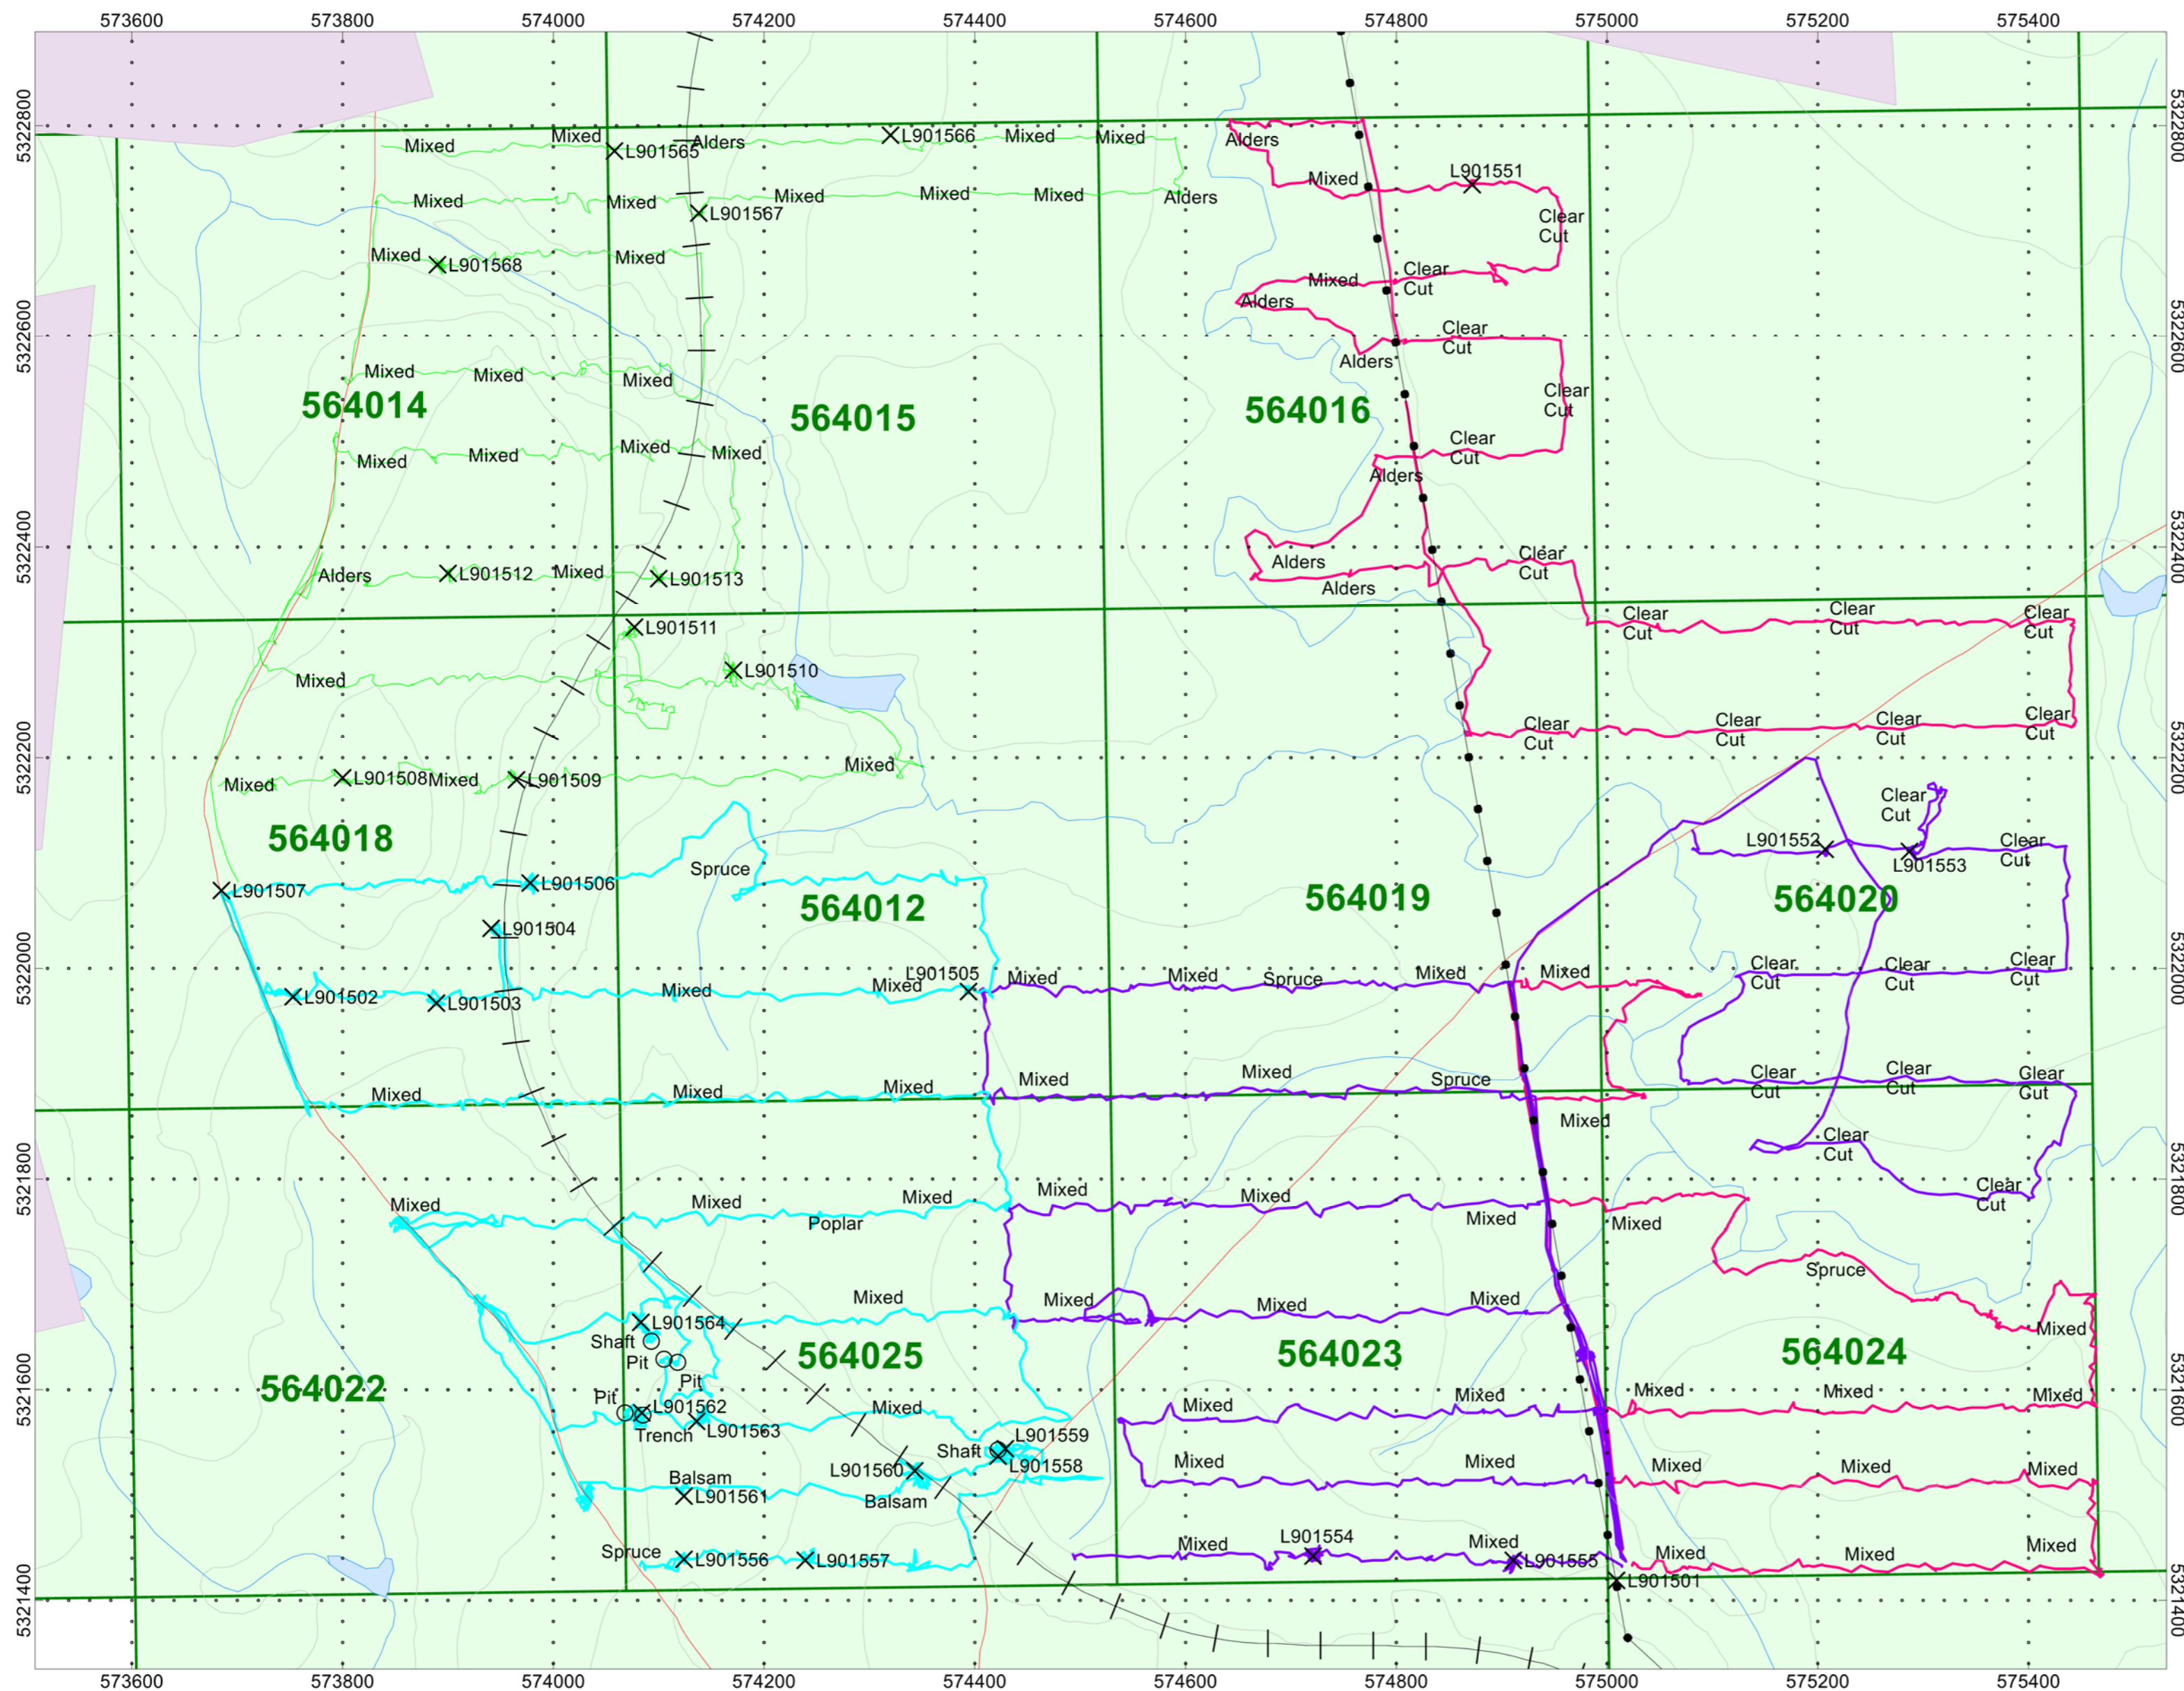 573600 573800 574000 574200 574400 574600 574800 575000 575200 575400
5322800
5322800
Mixed
Mixed
L901565
Alders
L901566
Mixed
Mixed
Alders
L901551
Mixed
Mixed
Mixed
L901567
Mixed
Mixed
Mixed
Alders
Clear
Cut
Mixed
L901568
Mixed
Mixed
Clear
Cut
Alders
5322600
5322600
Clear
Cut
Alders
Mixed
Mixed
Mixed
564014
564015
564016
Clear
Cut
Mixed
Mixed
Mixed
Mixed
Clear
Cut
Alders
5322400
5322400
Alders
L901512
Mixed
L901513
Alders
Alders
Clear
Cut
L901511
Clear
Cut
Clear
Cut
Clear
Cut
Mixed
L901510
Clear
Cut
Clear
Cut
Clear
Cut
Clear
Cut
5322200
5322200
Mixed
L901508
Mixed
L901509
Mixed
564018
Clear
Cut
L901552
L901553
Clear
Cut
Spruce
L901507
L901506
564012
564019
564020
L901504
5322000
5322000
L901502
L901503
Mixed
Mixed
L901505
Mixed
Mixed
Spruce
Mixed
Mixed
Clear
Cut
Clear
Cut
Clear
Cut
Mixed
Mixed
Mixed
Mixed
Mixed
Spruce
Mixed
Clear
Cut
Clear
Cut
Clear
Cut
Clear
Cut
5321800
5321800
Mixed
Mixed
Poplar
Mixed
Mixed
Mixed
Mixed
Mixed
Clear
Cut
Spruce
Mixed
Mixed
Mixed
Mixed
L901564
Shaft
Pit
Pit
564025
564023
564024
Mixed
5321600
5321600
564022
Pit
L901562
Trench
L901563
Mixed
Mixed
Mixed
Mixed
Mixed
Mixed
Shaft
L901559
L901558
L901560
Balsam
L901561
Balsam
Mixed
Mixed
Mixed
Mixed
Mixed
Spruce
L901556
L901557
Mixed
L901554
Mixed
L901555
Mixed
Mixed
Mixed
L901501
5321400
5321400
573600 573800 574000 574200 574400 574600 574800 575000 575200 575400